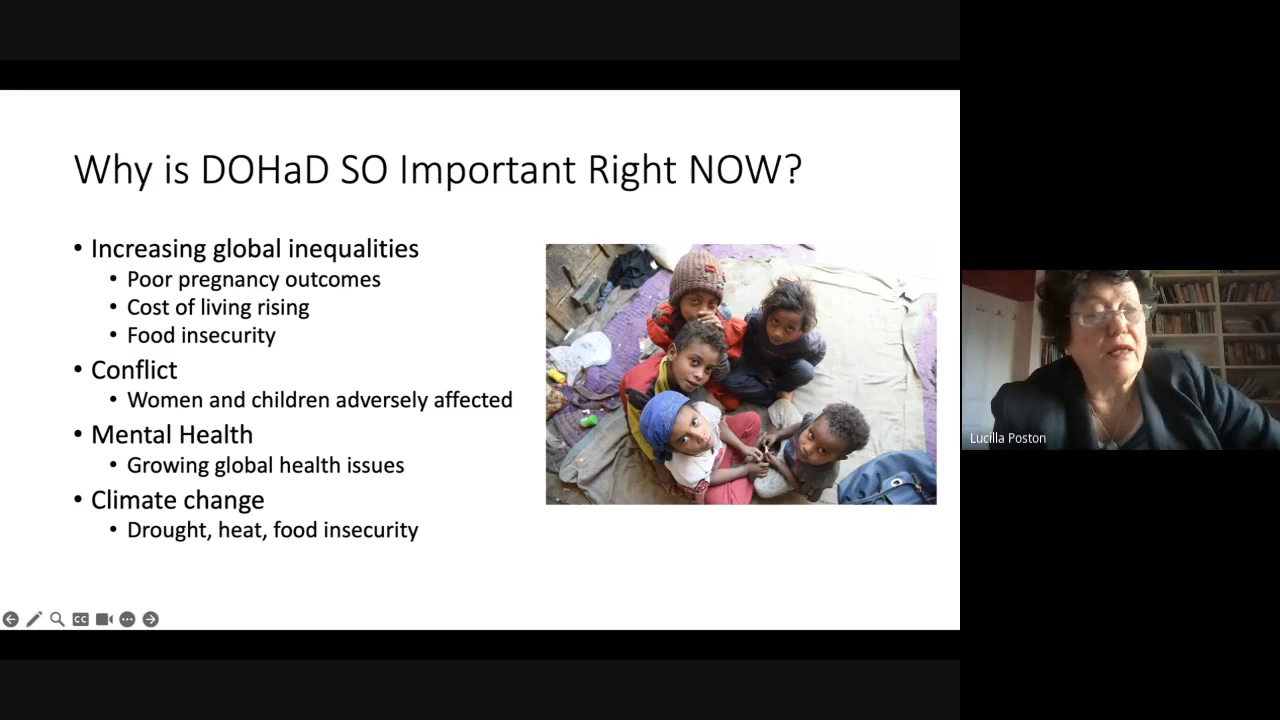 Why is DOHaD SO Important Right NOW?
• Increasing global inequalities
• Poor pregnancy outcomes
• Cost of living rising
• Food insecurity
• Conflict
• Women and children adversely affected
• Mental Health
• Growing global health issues
• Climate change
• Drought, heat, food insecurity
CC
Lucilla Poston